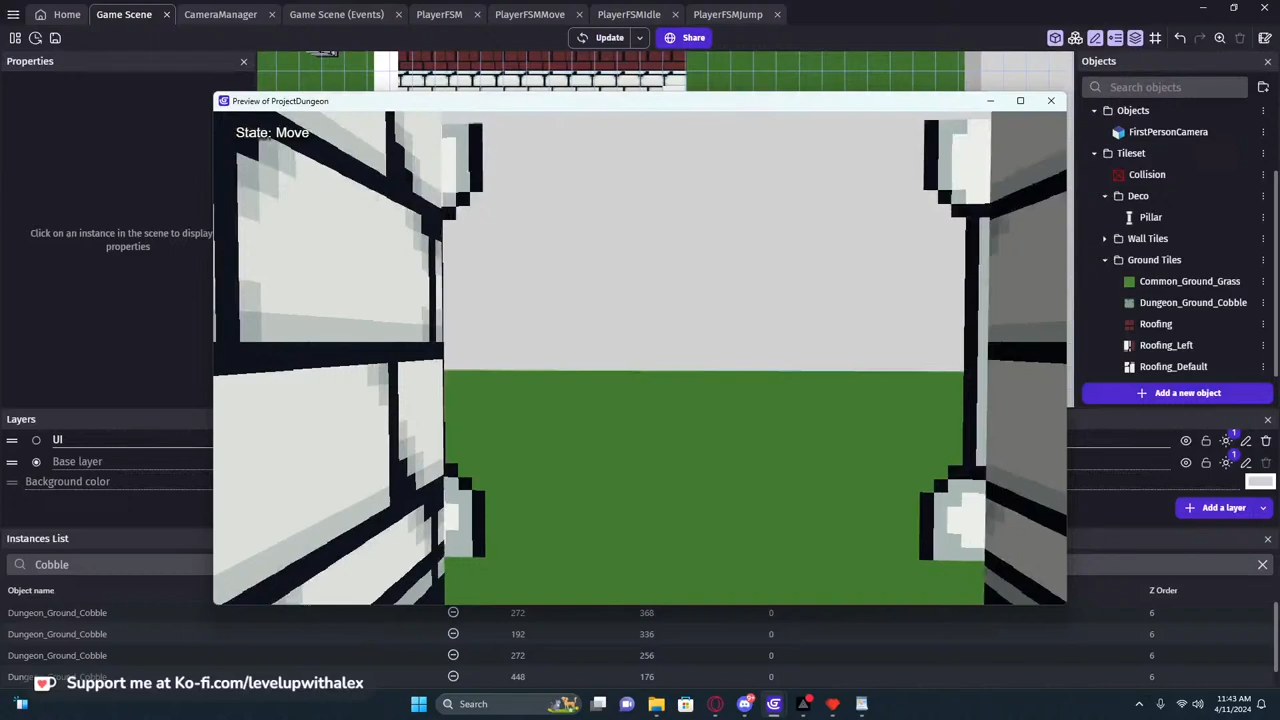 Home
Game Scene
CameraManager
Game Scene (Events)
PlayerFSM
PlayerFSMMove
PlayerFSMIdle
PlayerFSMJump
Update
Share
Properties
Objects
Search objects
Preview of ProjectDungeon
State: Move
Click on an instance in the scene to display
properties
Objects
FirstPersonCamera
Tileset
Collision
Deco
Pillar
Wall Tiles
Ground Tiles
Common_Ground_Grass
Dungeon_Ground_Cobble
Roofing
Roofing_Left
Roofing_Default
Add a new object
Layers
UI
1
Base layer
1
Background color
Add a layer
Instances List
Cobble
Object name
Z Order
Dungeon_Ground_Cobble 272 368 0 6
Dungeon_Ground_Cobble 192 336 0 6
Dungeon_Ground_Cobble 272 256 0 6
448 176 0 6
Support me at Ko-fi.com/levelupwithalex
Search
11:43 AM
4/11/2024